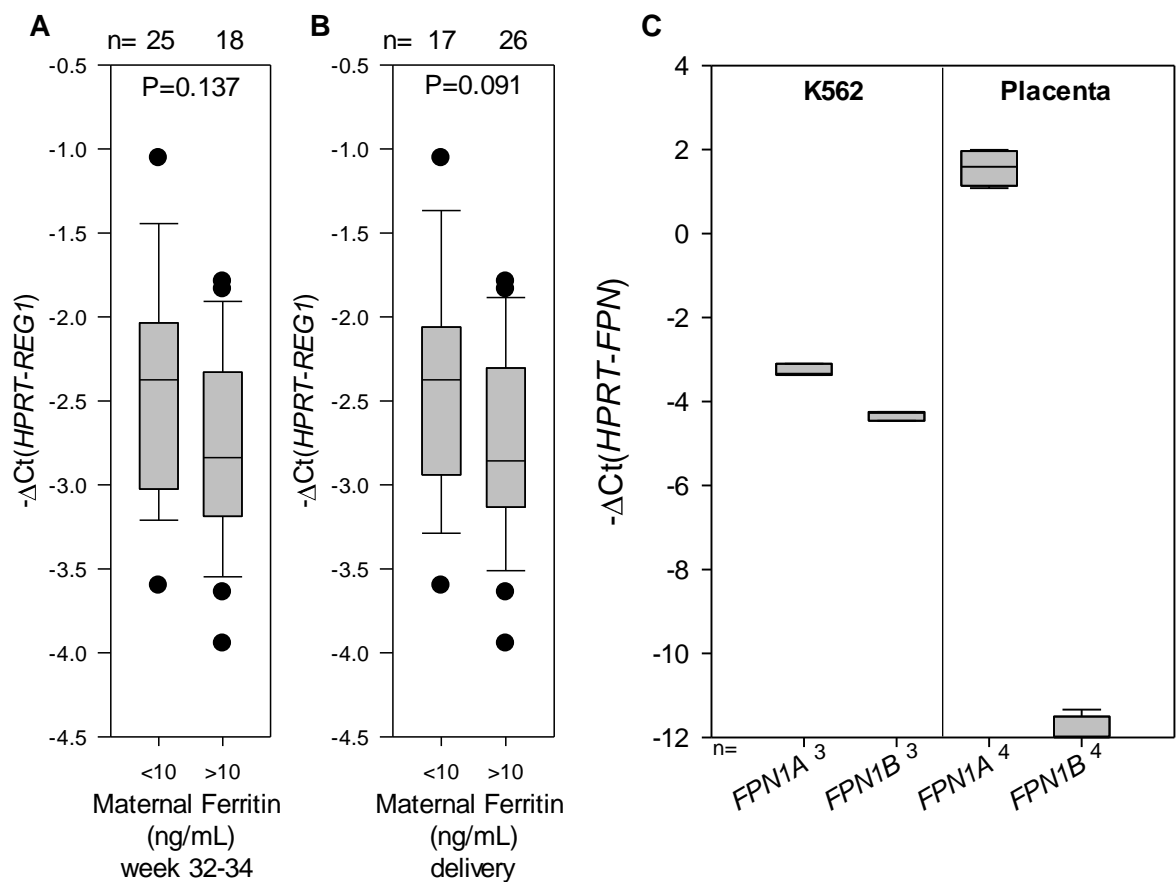 A
n= 25 18
-0.5
-1.0
-1.5
-2.0
-2.5
-3.0
-3.5
-4.0
-4.5
-ΔCt(HPRT-REG1)
P=0.137
<10 >10
Maternal Ferritin
(ng/mL)
week 32-34
B
n= 17 26
-0.5
-1.0
-1.5
-2.0
-2.5
-3.0
-3.5
-4.0
-4.5
-ΔCt(HPRT-REG1)
P=0.091
<10 >10
Maternal Ferritin
(ng/mL)
delivery
C
4
2
0
-2
-4
-6
-8
-10
-12
-ΔCt(HPRT-FPN)
K562 Placenta
n=
FPN1A 3
FPN1B 3
FPN1A 4
FPN1B 4